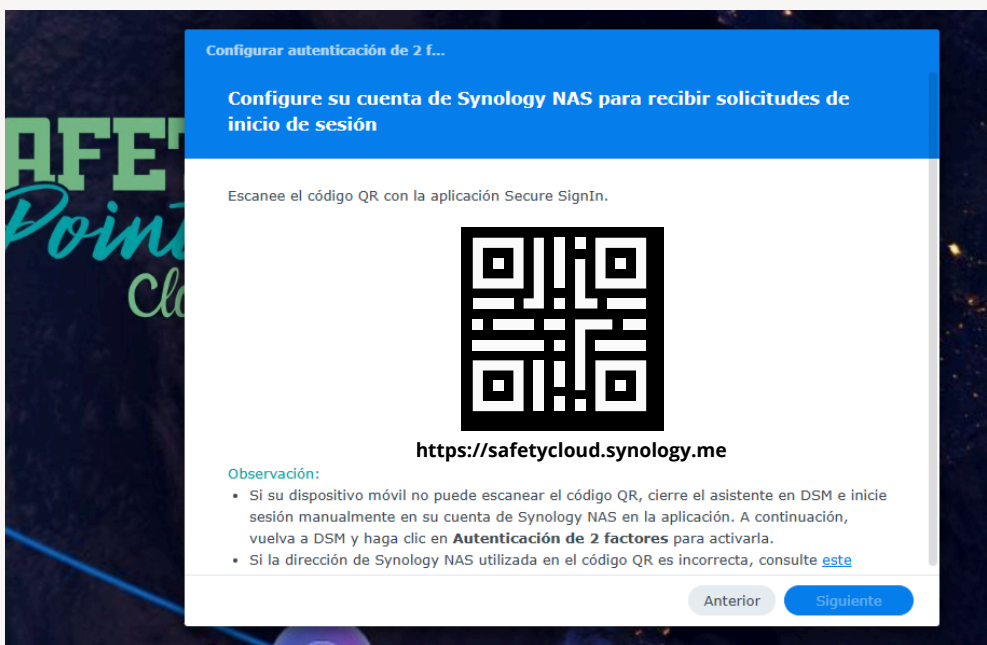 Configurar autenticación de 2 f...
Configure su cuenta de Synology NAS para recibir solicitudes de
inicio de sesión
AFET
Point
Clo
Escanee el código QR con la aplicación Secure SignIn.
https://safetycloud.synology.me
Observación:
• Si su dispositivo móvil no puede escanear el código QR, cierre el asistente en DSM e inicie
sesión manualmente en su cuenta de Synology NAS en la aplicación. A continuación,
vuelva a DSM y haga clic en Autenticación de 2 factores para activarla.
• Si la dirección de Synology NAS utilizada en el código QR es incorrecta, consulte este
Anterior
Siguiente